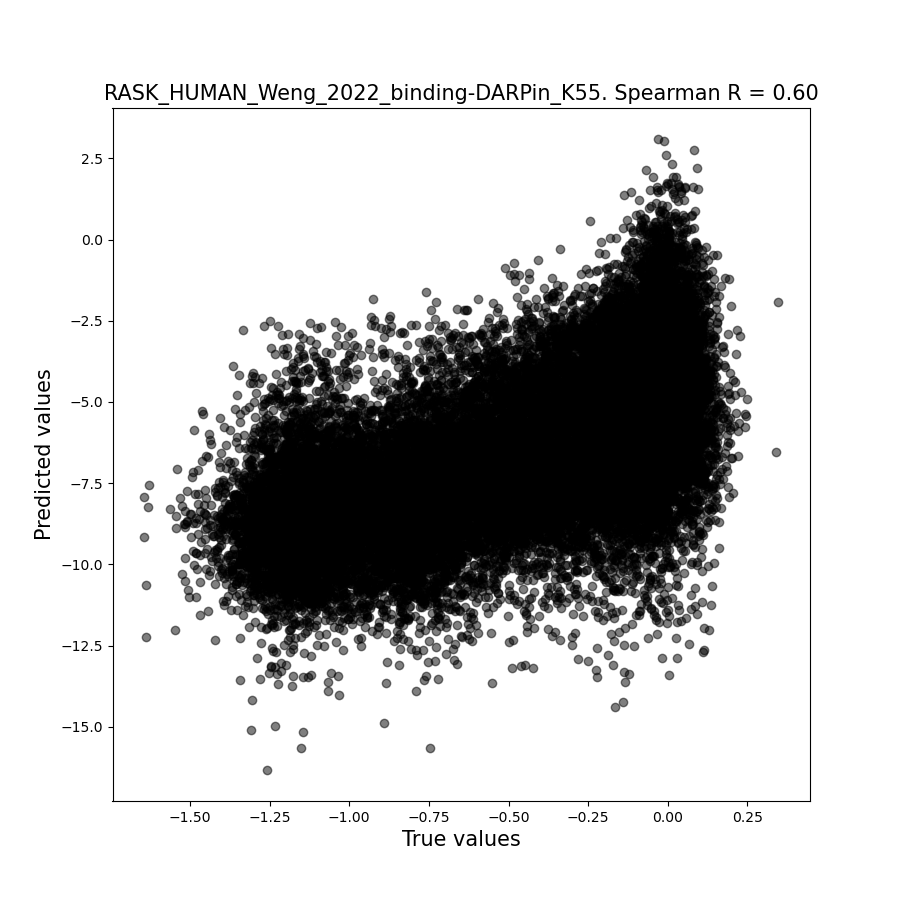 RASK_HUMAN_Weng_2022_binding-DARPin_K55. Spearman R = 0.60
2.5
0.0
−2.5
−5.0
−7.5
−10.0
−12.5
−15.0
Predicted values
−1.50 −1.25 −1.00 −0.75 −0.50 −0.25 0.00 0.25
True values